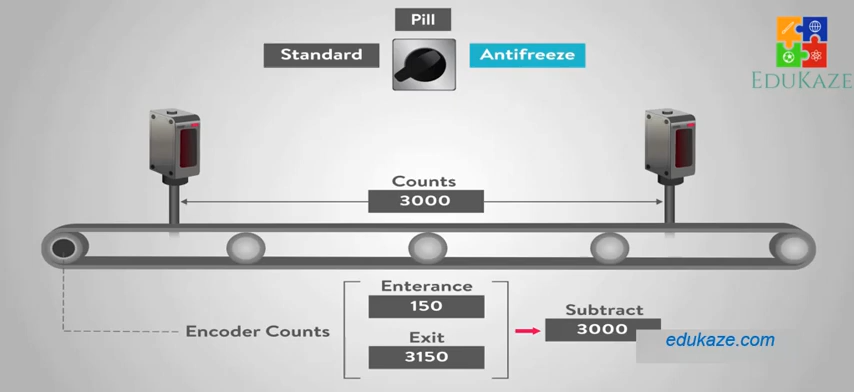 Pill
Standard
Antifreeze
EDUKAZE
Counts
3000
Enterance
150
Encoder Counts
Exit
3150
Subtract
3000
edukaze.com